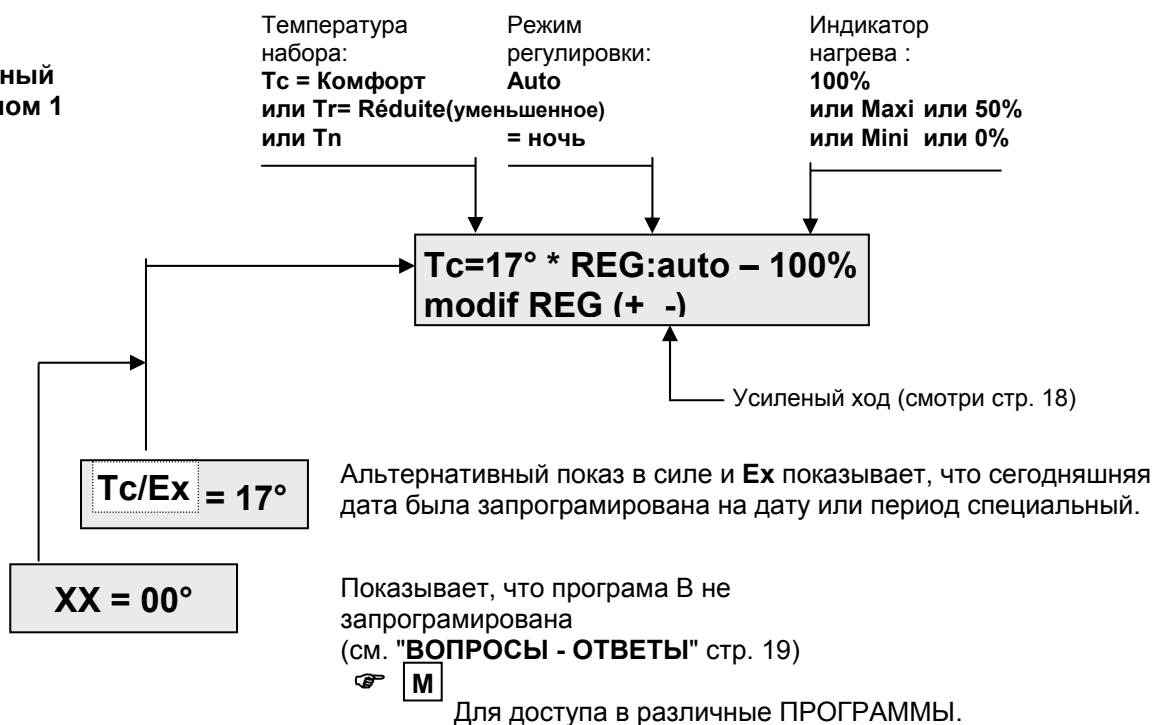 ный
ном 1
Температура
набора:
Tc = Комфорт
или Tr= Réduite(уменьшенное)
или Tn = ночь
Режим
регулировки:
Auto
Индикатор
нагрева :
100%
или Maxi или 50%
или Mini или 0%
Tc=17° * REG:auto – 100%
modif REG (+ -)
Усиленый ход (смотри стр. 18)
Tc/Ex = 17°
Альтернативный показ в силе и Ex показывает, что сегодняшняя
дата была запрограмирована на дату или период специальный.
XX = 00°
Показывает, что програма В не
запрограмирована
(см. "ВОПРОСЫ - ОТВЕТЫ" стр. 19)
☞ M
Для доступа в различные ПРОГРАММЫ.